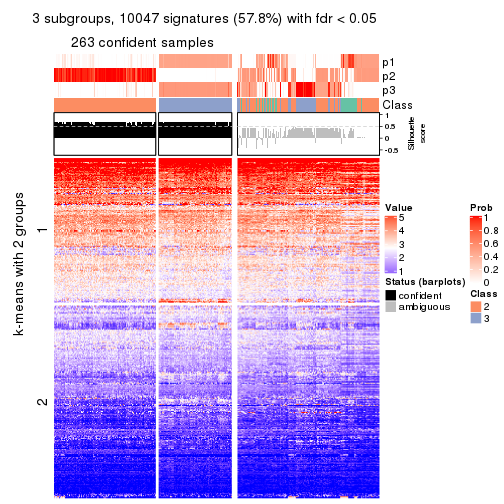 3 subgroups, 10047 signatures (57.8%) with fdr < 0.05
263 confident samples
p1
p2
p3
Class
1
0.5
0
-0.5
Silhouette
score
k-means with 2 groups
1
2
Value
5
4
3
2
1
Status (barplots)
confident
ambiguous
Prob
1
0.8
0.6
0.4
0.2
0
Class
2
3